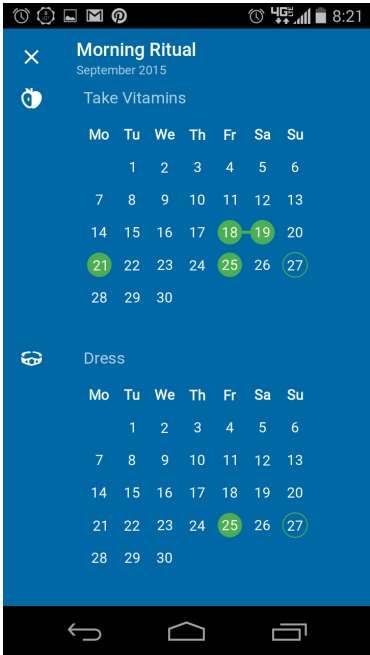 4G 8:21
Morning Ritual
September 2015
Take Vitamins
Mo Tu We Th Fr Sa Su
1 2 3 4 5 6
7 8 9 10 11 12 13
14 15 16 17 18 19 20
21 22 23 24 25 26 27
28 29 30
Dress
Mo Tu We Th Fr Sa Su
1 2 3 4 5 6
7 8 9 10 11 12 13
14 15 16 17 18 19 20
21 22 23 24 25 26 27
28 29 30